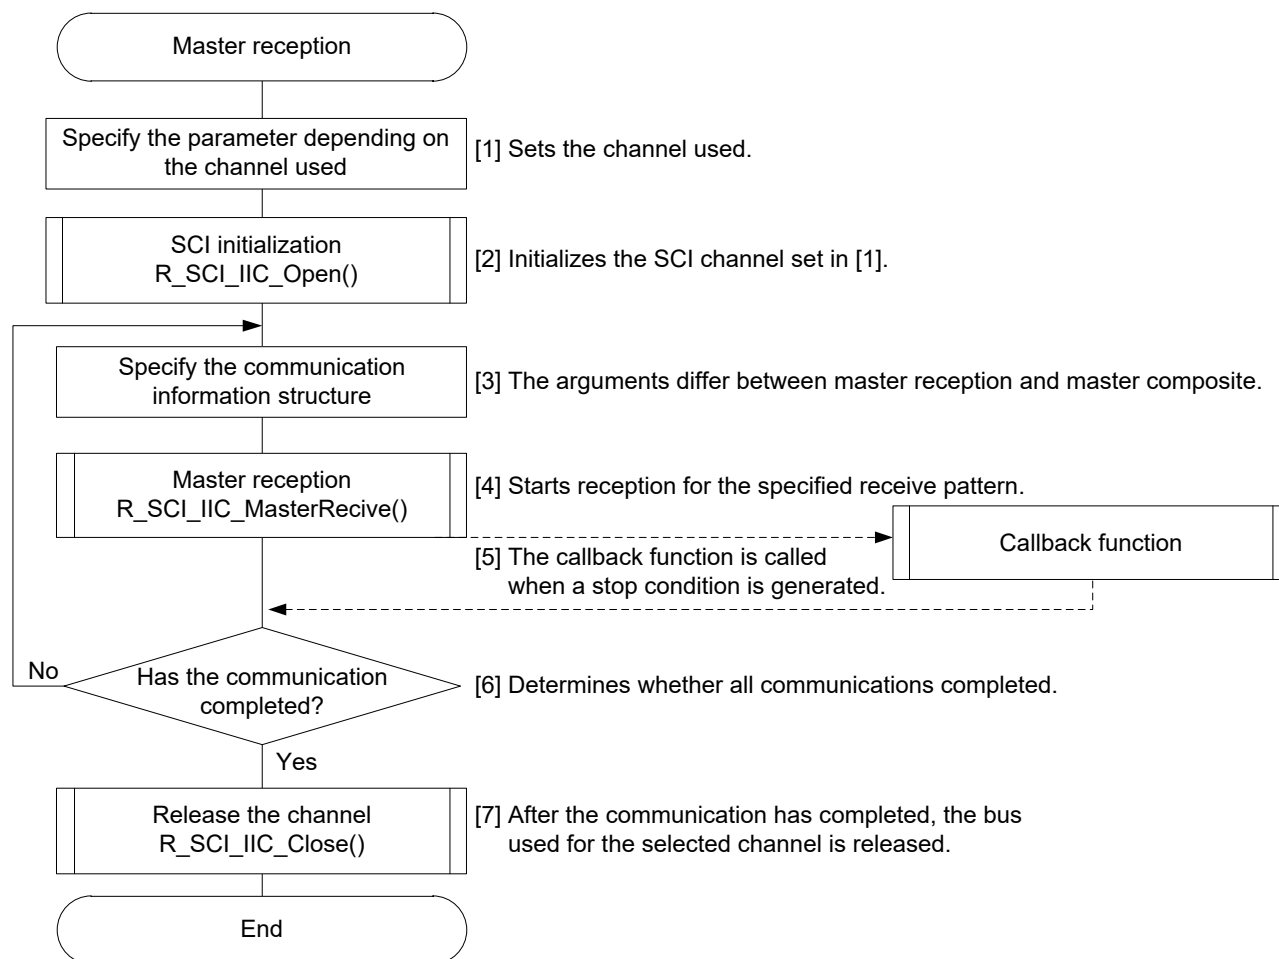 Master reception
Specify the parameter depending on
the channel used
[1] Sets the channel used.
SCI initialization
R_SCI_IIC_Open()
[2] Initializes the SCI channel set in [1].
Specify the communication
information structure
[3] The arguments differ between master reception and master composite.
Master reception
R_SCI_IIC_MasterRecive()
[4] Starts reception for the specified receive pattern.
[5] The callback function is called
when a stop condition is generated.
Callback function
No
Has the communication
completed?
[6] Determines whether all communications completed.
Yes
Release the channel
R_SCI_IIC_Close()
[7] After the communication has completed, the bus
used for the selected channel is released.
End